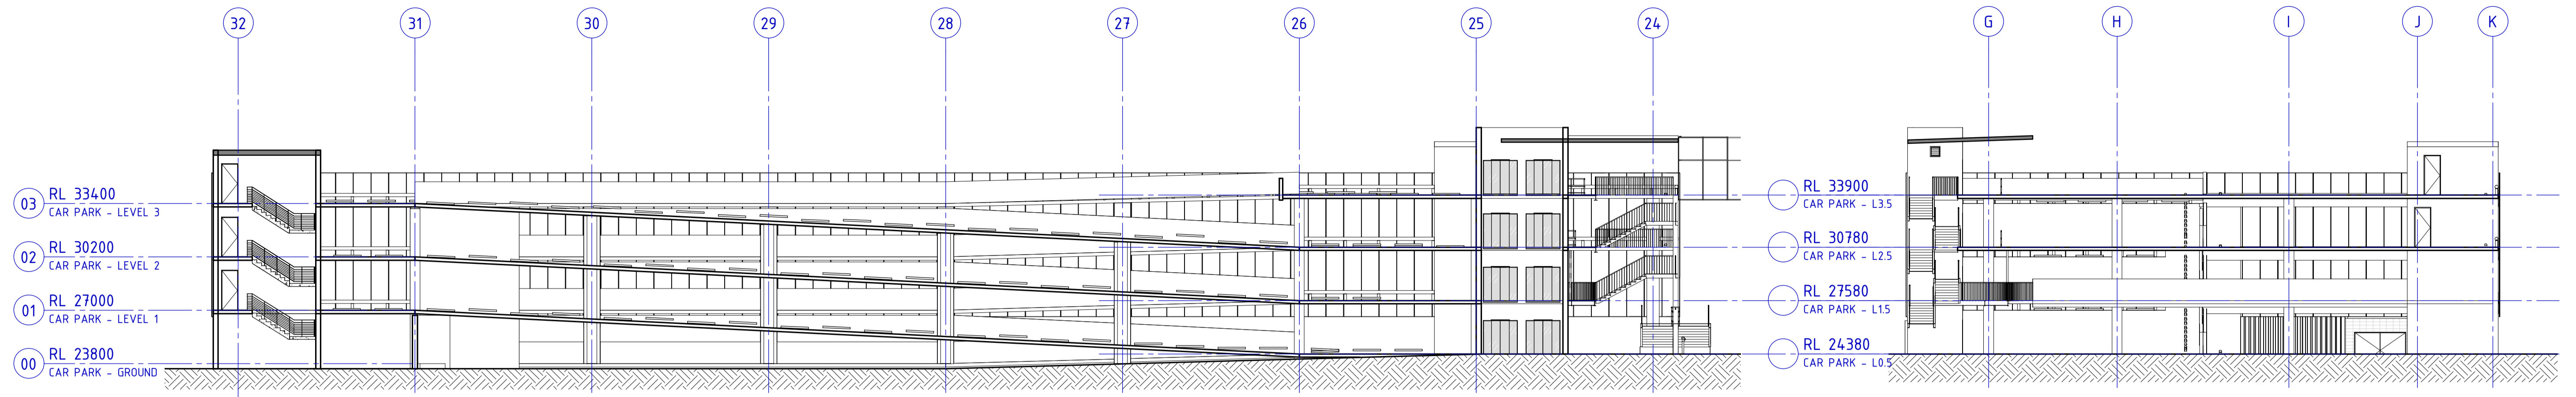 32 31 30 29 28 27 26 25 24
G H I J K
03 RL 33400
CAR PARK - LEVEL 3
02 RL 30200
CAR PARK - LEVEL 2
01 RL 27000
CAR PARK - LEVEL 1
00 RL 23800
CAR PARK - GROUND
RL 33900
CAR PARK - L3.5
RL 30780
CAR PARK - L2.5
RL 27580
CAR PARK - L1.5
RL 24380
CAR PARK - L0.5